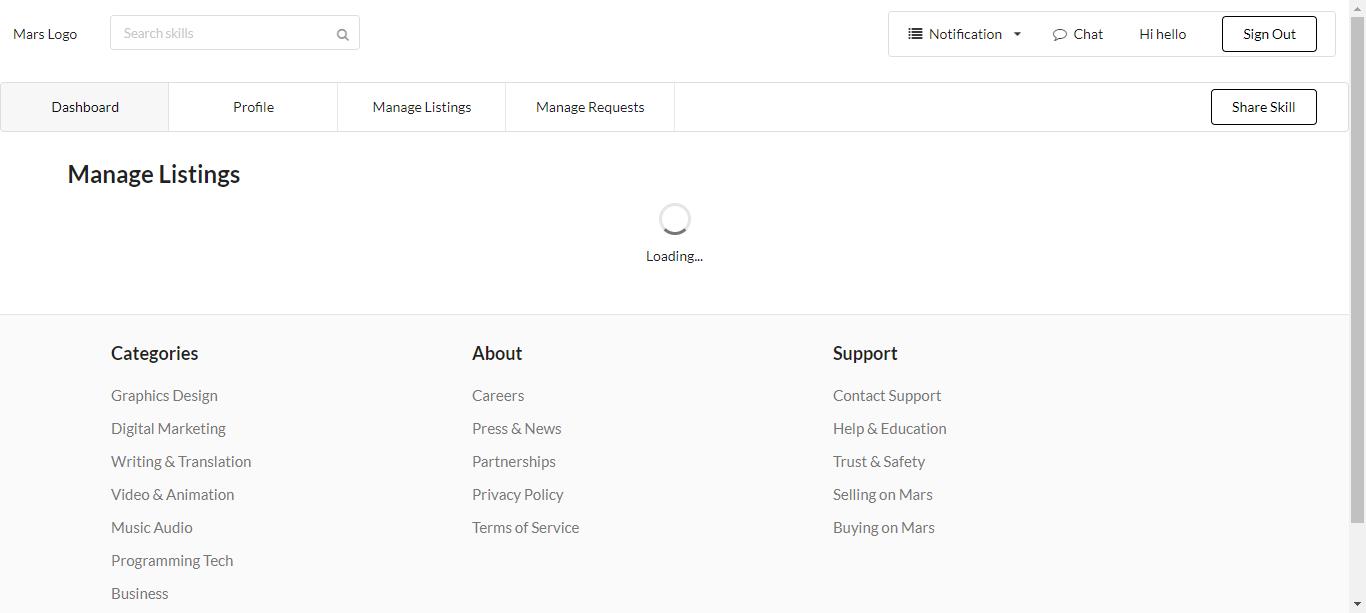 Mars Logo
Search skills
Notification
Chat
Hi hello
Sign Out
Dashboard
Profile
Manage Listings
Manage Requests
Share Skill
Manage Listings
Loading...
Categories
Graphics Design
Digital Marketing
Writing & Translation
Video & Animation
Music Audio
Programming Tech
Business
About
Careers
Press & News
Partnerships
Privacy Policy
Terms of Service
Support
Contact Support
Help & Education
Trust & Safety
Selling on Mars
Buying on Mars